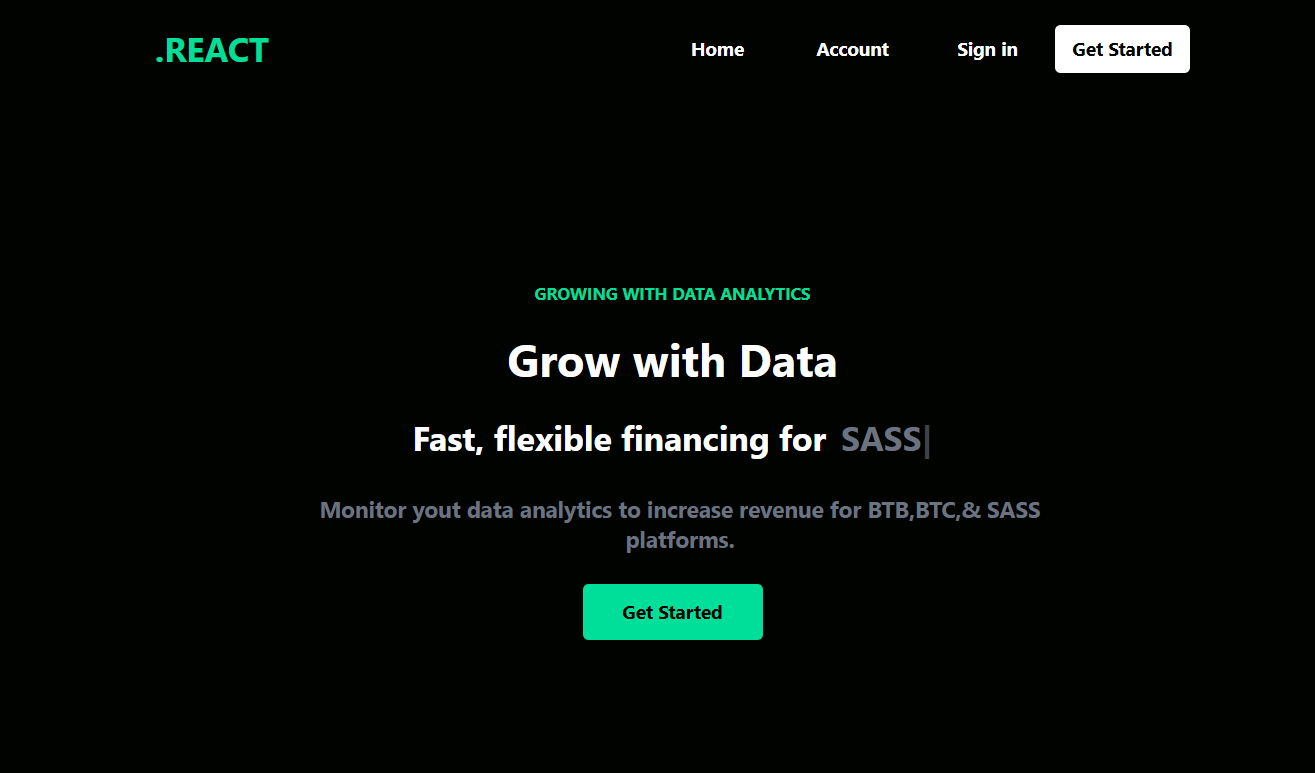 .REACT
Home Account Sign in Get Started
GROWING WITH DATA ANALYTICS
Grow with Data
Fast, flexible financing for SASS|
Monitor yout data analytics to increase revenue for BTB,BTC,& SASS
platforms.
Get Started